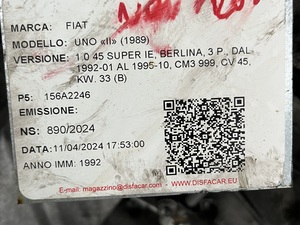 MARCA: FIAT
MODELLO: UNO «II» (1989)
VERSIONE: 1.0 45 SUPER IE, BERLINA, 3 P., DAL
1992-01 AL 1995-10, CM3 999, CV 45,
KW. 33 (B)
P5: 156A2246
EMISSIONE:
NS: 890/2024
DATA: 11/04/2024 17:53:00
ANNO IMM: 1992
E-mail: magazzino@disfacar.com - WWW.DISFACAR.EU